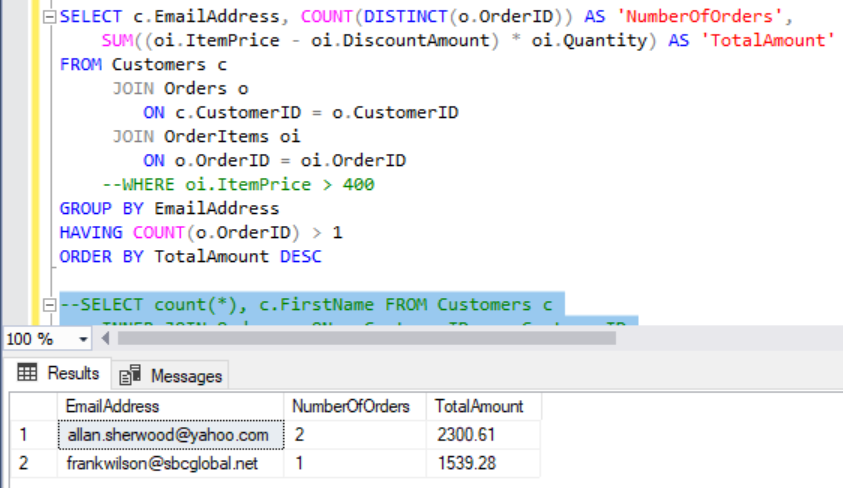 SELECT c.EmailAddress, COUNT(DISTINCT(o.OrderID)) AS 'NumberOfOrders',
SUM((oi.ItemPrice - oi.DiscountAmount) * oi.Quantity) AS 'TotalAmount'
FROM Customers c
JOIN Orders o
ON c.CustomerID = o.CustomerID
JOIN OrderItems oi
ON o.OrderID = oi.OrderID
--WHERE oi.ItemPrice > 400
GROUP BY EmailAddress
HAVING COUNT(o.OrderID) > 1
ORDER BY TotalAmount DESC
--SELECT count(*), c.FirstName FROM Customers c
100 %
Results Messages
EmailAddress NumberOfOrders TotalAmount
1 allan.sherwood@yahoo.com 2 2300.61
2 frankwilson@sbcglobal.net 1 1539.28